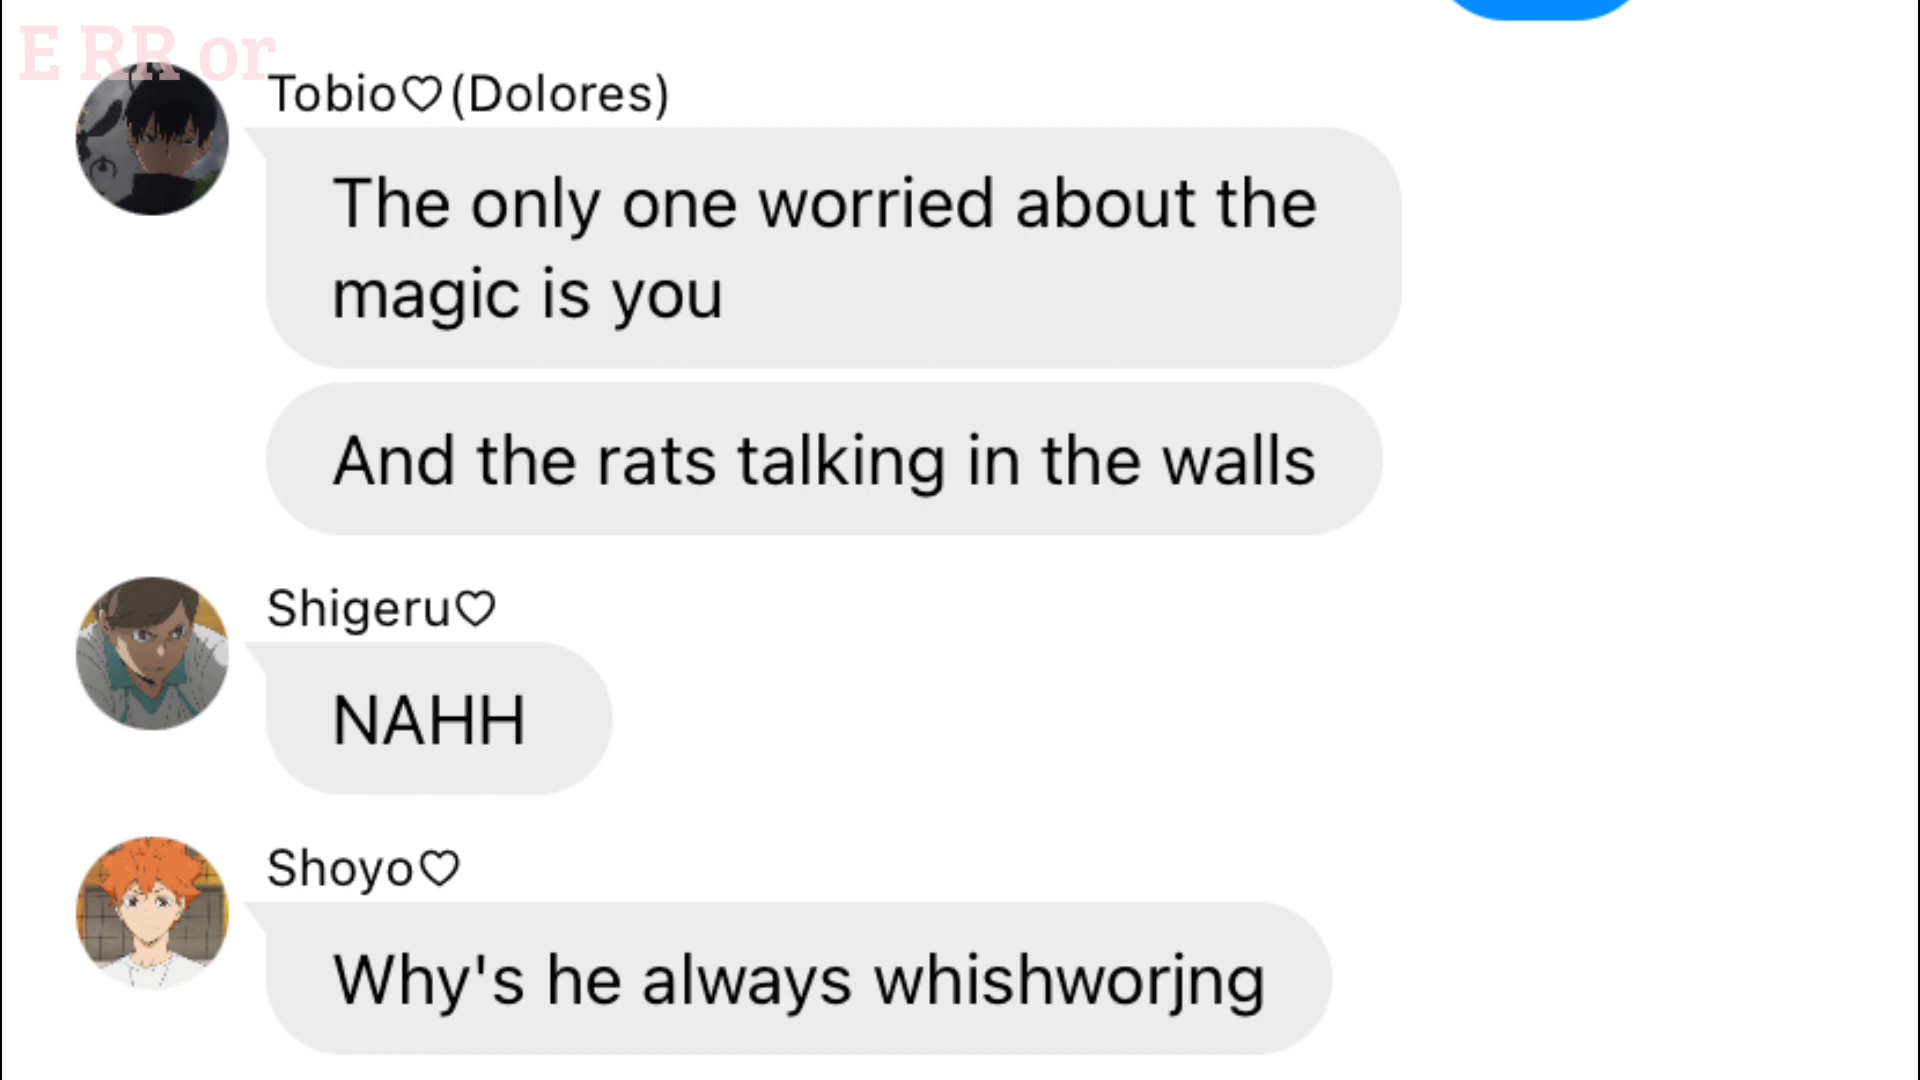 E RR or
Tobio♡(Dolores)
The only one worried about the
magic is you
And the rats talking in the walls
Shigeru♡
NAHH
Shoyo♡
Why's he always whishworjng